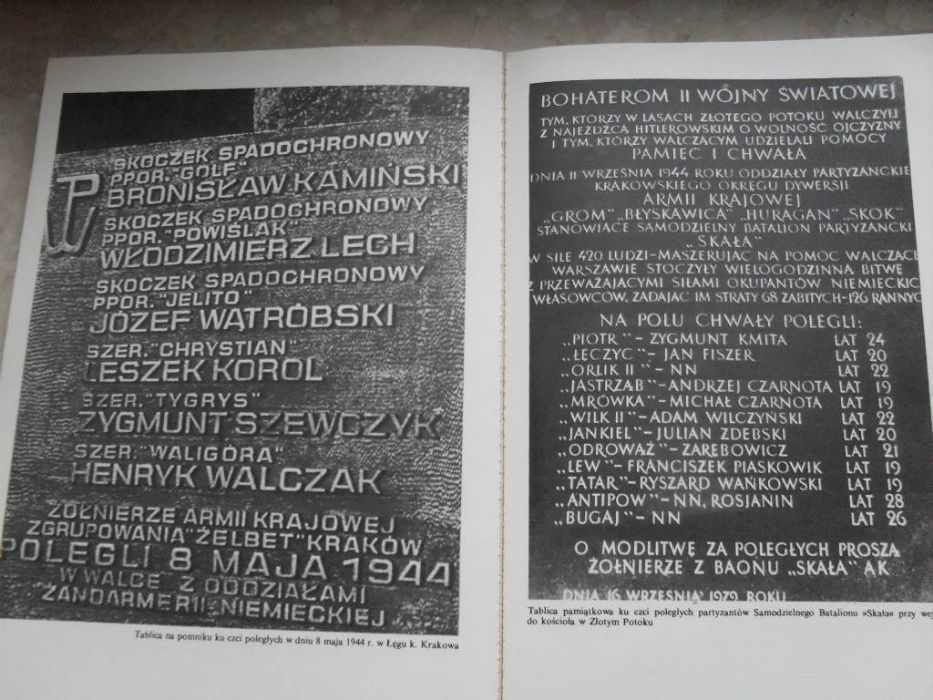 SKOCZEK SPADOCHRONOWY
PPOR. "GOLF"
BRONISŁAW KAMIŃSKI
SKOCZEK SPADOCHRONOWY
PPOR. "POWIŚLAK"
WŁODZIMIERZ LECH
SKOCZEK SPADOCHRONOWY
PPOR. "JELITO"
JÓZEF WĄTRÓBSKI
SZER. "CHRYSTIAN"
LESZEK KOROL
SZER. "TYGRYS"
ZYGMUNT SZEWCZYK
SZER. "WALIGÓRA"
HENRYK WALCZAK
ŻOŁNIERZE ARMII KRAJOWEJ
ZGRUPOWANIA "ŻELBET" KRAKÓW
POLEGLI 8 MAJA 1944
W WALCE Z ODDZIAŁAMI
ŻANDARMERII NIEMIECKIEJ
Tablica na pomniku ku czci poległych w dniu 8 maja 1944 r. w Łęgu k. Krakowa
BOHATEROM II WOJNY ŚWIATOWEJ
TYM, KTÓRZY W LASACH ZŁOTEGO POTOKU WALCZYLI
Z NAJEŹDŹCĄ HITLEROWSKIM O WOLNOŚĆ OJCZYZNY
I TYM, KTÓRZY WALCZĄCYM UDZIELALI POMOCY
PAMIĘĆ I CHWAŁA
DNIA 11 WRZEŚNIA 1944 ROKU ODDZIAŁY PARTYZANCKIE
KRAKOWSKIEGO OKRĘGU DYWERSJI
ARMII KRAJOWEJ
„GROM" „BŁYSKAWICA" „HURAGAN" „SKOK"
STANOWIĄCE SAMODZIELNY BATALION PARTYZANCKI
„SKAŁA"
W SILE 420 LUDZI-MASZERUJĄC NA POMOC WALCZĄCE
WARSZAWIE STOCZYŁY WIELOGODZINNĄ BITWĘ
Z PRZEWAŻAJĄCYMI SIŁAMI OKUPANTÓW NIEMIECKIC
WŁASOWCÓW, ZADAJĄC IM STRATY 68 ZABITYCH-126 RANNYC
NA POLU CHWAŁY POLEGLI:
„PIOTR" - ZYGMUNT KMITA LAT 24
„ŁĘCZYC" - JAN FISZER LAT 20
„ORLIK II" - NN LAT 22
„JASTRZĄB" - ANDRZEJ CZARNOTA LAT 19
„MRÓWKA" - MICHAŁ CZARNOTA LAT 19
„WILK II" - ADAM WILCZYŃSKI LAT 22
„JANKIEL" - JULIAN ZDEBSKI LAT 20
„ODROWĄŻ" - ZARĘBOWICZ LAT 21
„LEW" - FRANCISZEK PIASKOWIK LAT 19
„TATAR" - RYSZARD WAŃKOWSKI LAT 19
„ANTIPOW" - NN, ROSJANIN LAT 28
„BUGAJ" - NN LAT 26
O MODLITWĘ ZA POLEGŁYCH PROSZĄ
ŻOŁNIERZE Z BAONU „SKAŁA" AK
DNIA 16 WRZEŚNIA 1979 ROKU
Tablica pamiątkowa ku czci poległych partyzantów Samodzielnego Batalionu »Skała« przy wej
do kościoła w Złotym Potoku